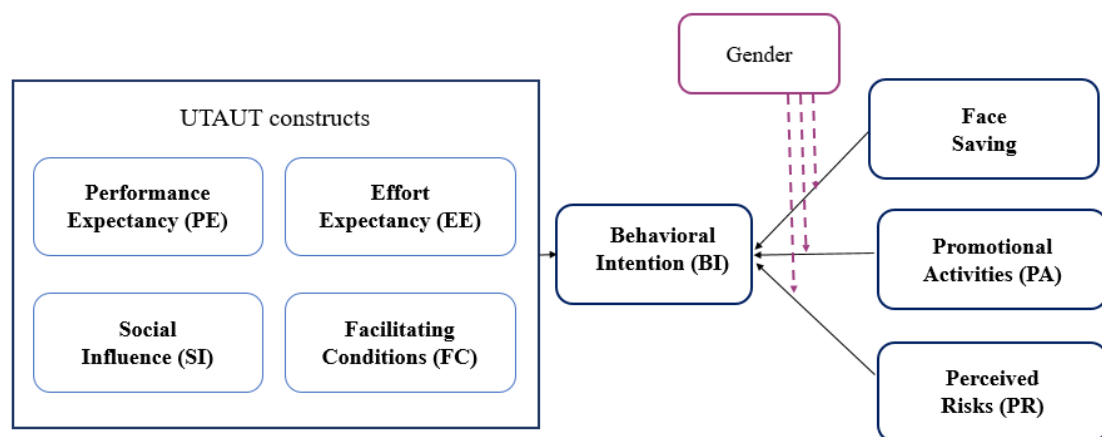 Gender
UTAUT constructs
Performance
Expectancy (PE)
Effort
Expectancy (EE)
Social
Influence (SI)
Facilitating
Conditions (FC)
Behavioral
Intention (BI)
Face
Saving
Promotional
Activities (PA)
Perceived
Risks (PR)